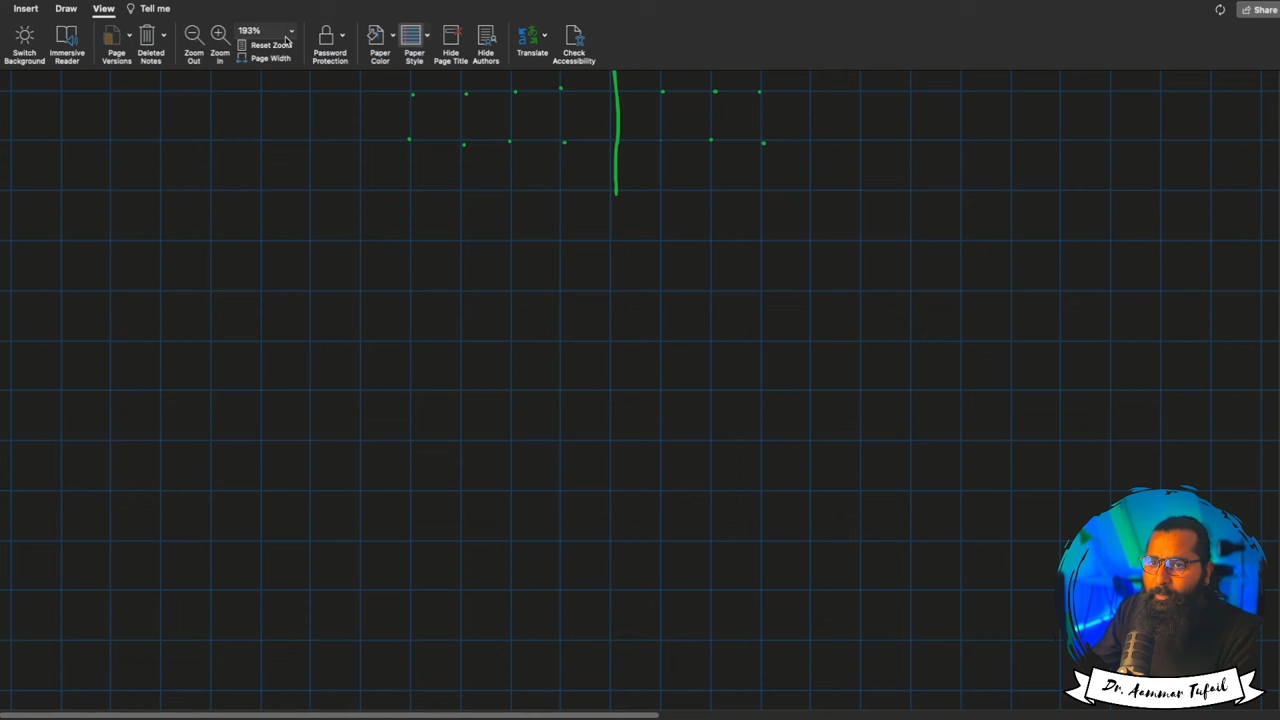 Insert Draw View Tell me
Share
193%
Reset Zoom
Page Width
Switch Background
Immersive Reader
Page Versions
Deleted Notes
Zoom Out
Zoom In
Password Protection
Paper Color
Paper Style
Hide Page Title
Hide Authors
Translate
Check Accessibility
Dr. Aammar Tufail